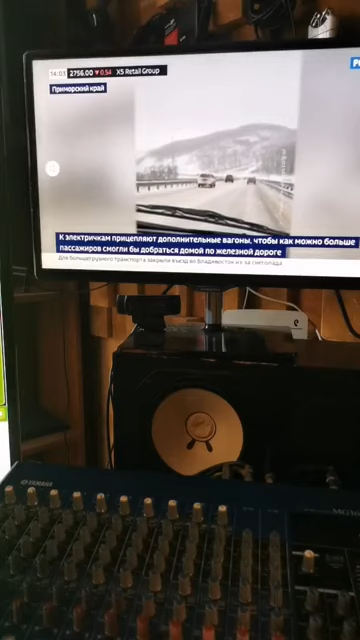 14:03 2756.00 ▼0.54 X5 Retail Group
Приморский край
К электричкам прицепляют дополнительные вагоны, чтобы как можно больше
пассажиров смогли бы добраться домой по железной дороге
Для большегрузного транспорта закрыли въезд во Владивосток из-за снегопада
YAMAHA